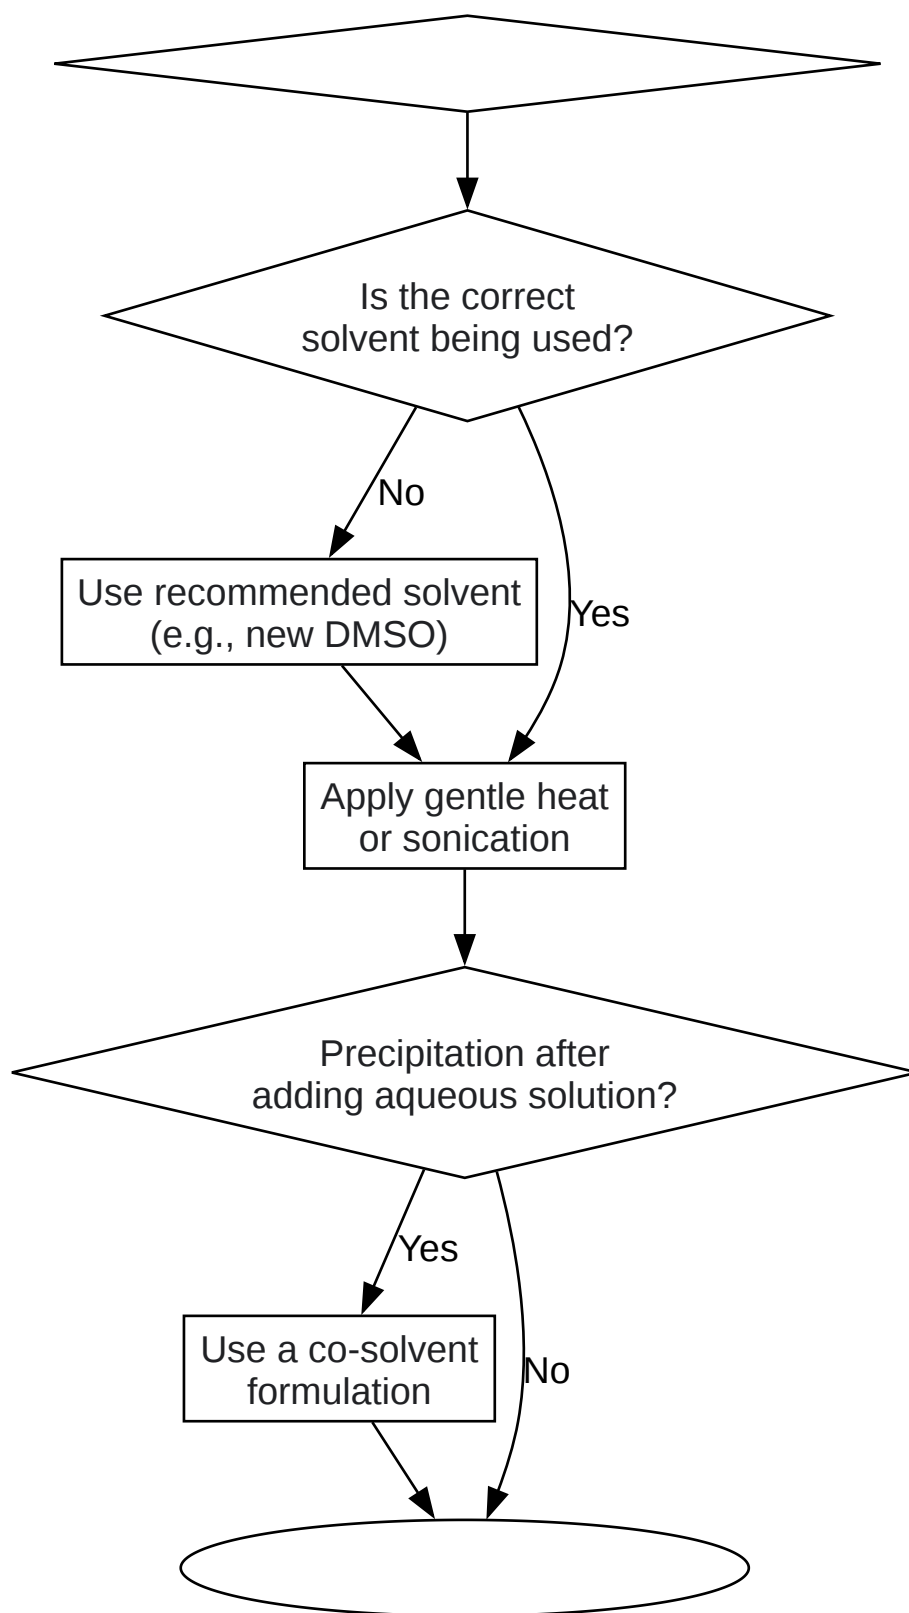 Is the correct
solvent being used?
No
Use recommended solvent
(e.g., new DMSO)
Yes
Apply gentle heat
or sonication
Precipitation after
adding aqueous solution?
Yes
Use a co-solvent
formulation
No